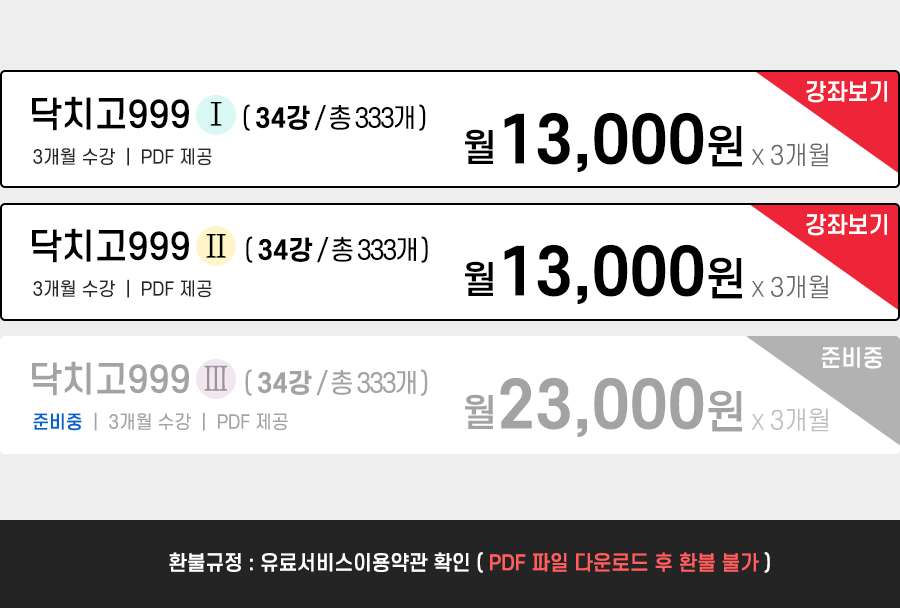 닥치고999 Ⅰ ( 34강 / 총 333개 )
3개월 수강 | PDF 제공
월 13,000원 x 3개월
강좌보기
닥치고999 Ⅱ ( 34강 / 총 333개 )
3개월 수강 | PDF 제공
월 13,000원 x 3개월
강좌보기
닥치고999 Ⅲ ( 34강 / 총 333개 )
준비중 | 3개월 수강 | PDF 제공
월 23,000원 x 3개월
준비중
환불규정 : 유료서비스이용약관 확인 ( PDF 파일 다운로드 후 환불 불가 )